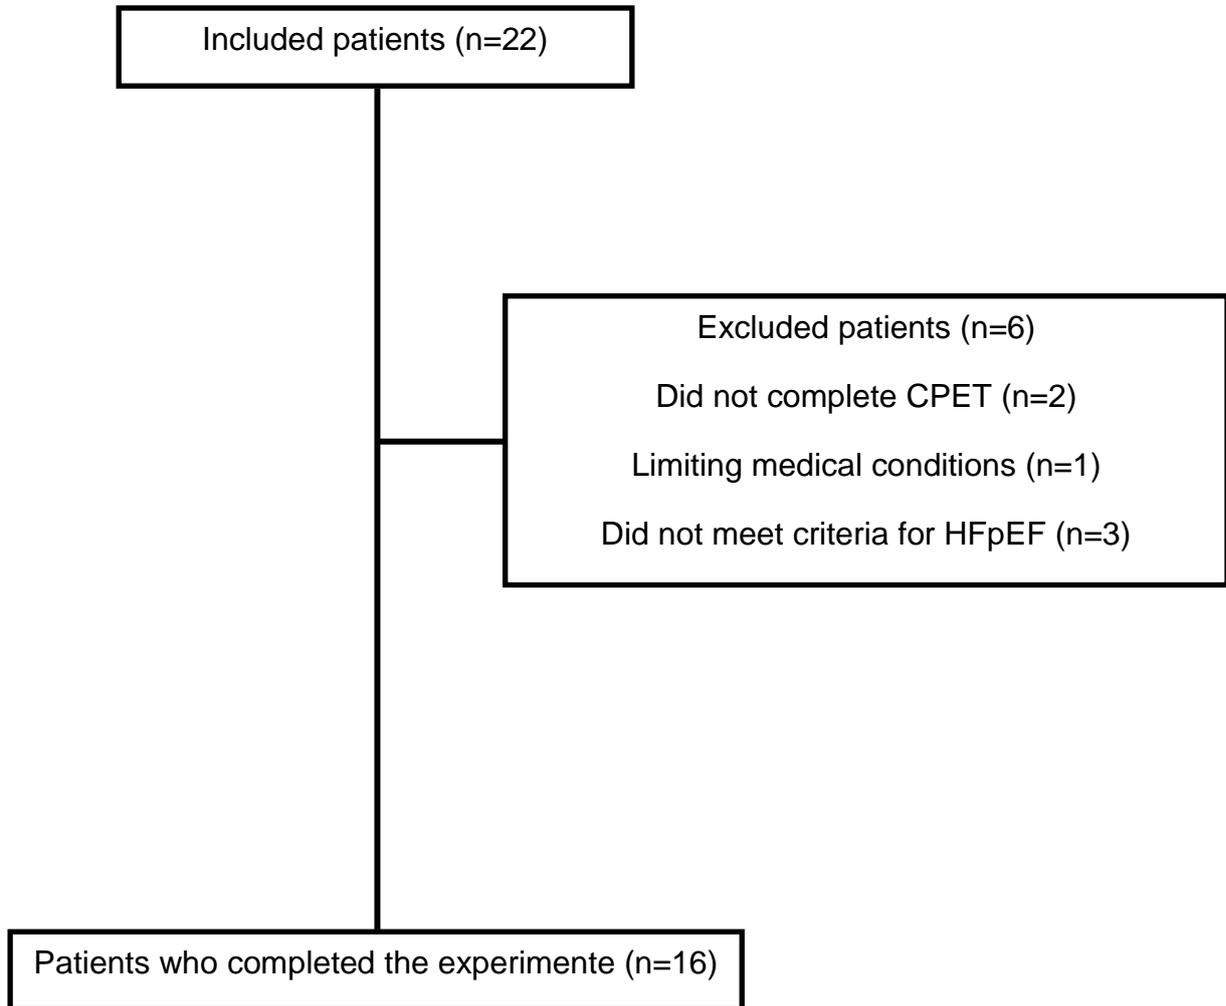 Included patients (n=22)
Excluded patients (n=6)
Did not complete CPET (n=2)
Limiting medical conditions (n=1)
Did not meet criteria for HFpEF (n=3)
Patients who completed the experimente (n=16)